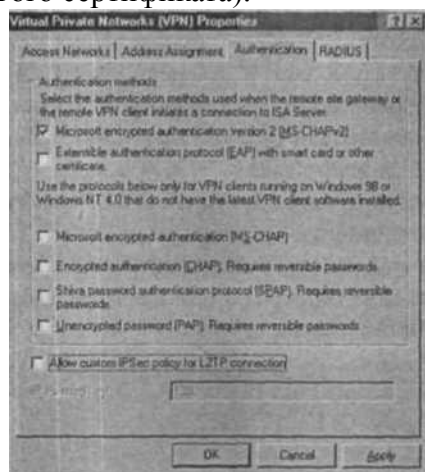 ого сертификата).
Virtual Private Networks (VPN) Properties
Access Networks | Address Assignment | Authentication | RADIUS
Authentication methods
Select the authentication methods used when the remote site gateway or
the remote VPN client initiates a connection to ISA Server.
Microsoft encrypted authentication version 2 (MS-CHAPv2)
Extensible authentication protocol (EAP) with smart card or other
certificate.
Use the protocols below only for VPN clients running on Windows 98 or
Windows NT 4.0 that do not have the latest VPN client software installed.
Microsoft encrypted authentication (MS-CHAP)
Encrypted authentication (CHAP). Requires reversible passwords.
Shiva password authentication protocol (SPAP). Requires reversible
passwords.
Unencrypted password (PAP). Requires reversible passwords
Allow custom IPSec policy for L2TP connection
OK Cancel Apply